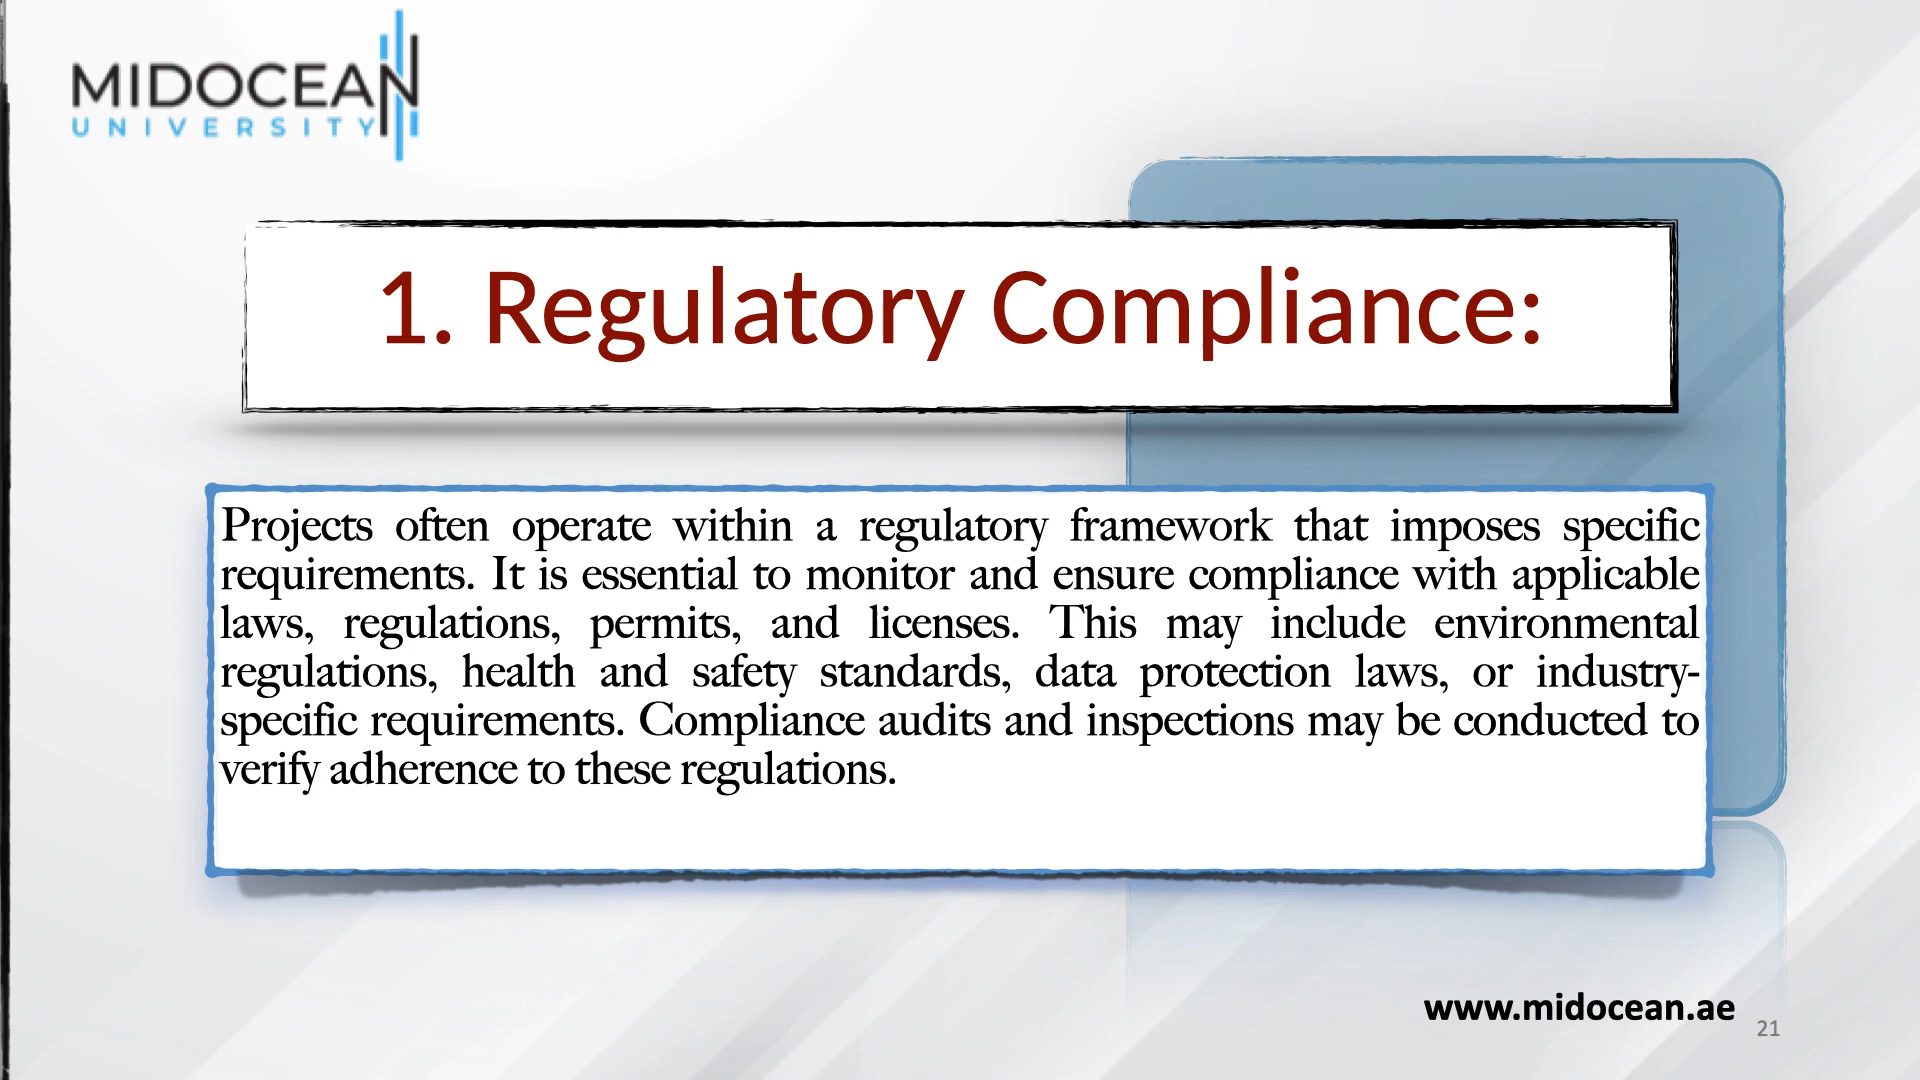 MIDOCEAN
UNIVERSITY
1. Regulatory Compliance:
Projects often operate within a regulatory framework that imposes specific
requirements. It is essential to monitor and ensure compliance with applicable
laws, regulations, permits, and licenses. This may include environmental
regulations, health and safety standards, data protection laws, or industry-
specific requirements. Compliance audits and inspections may be conducted to
verify adherence to these regulations.
www.midocean.ae
21